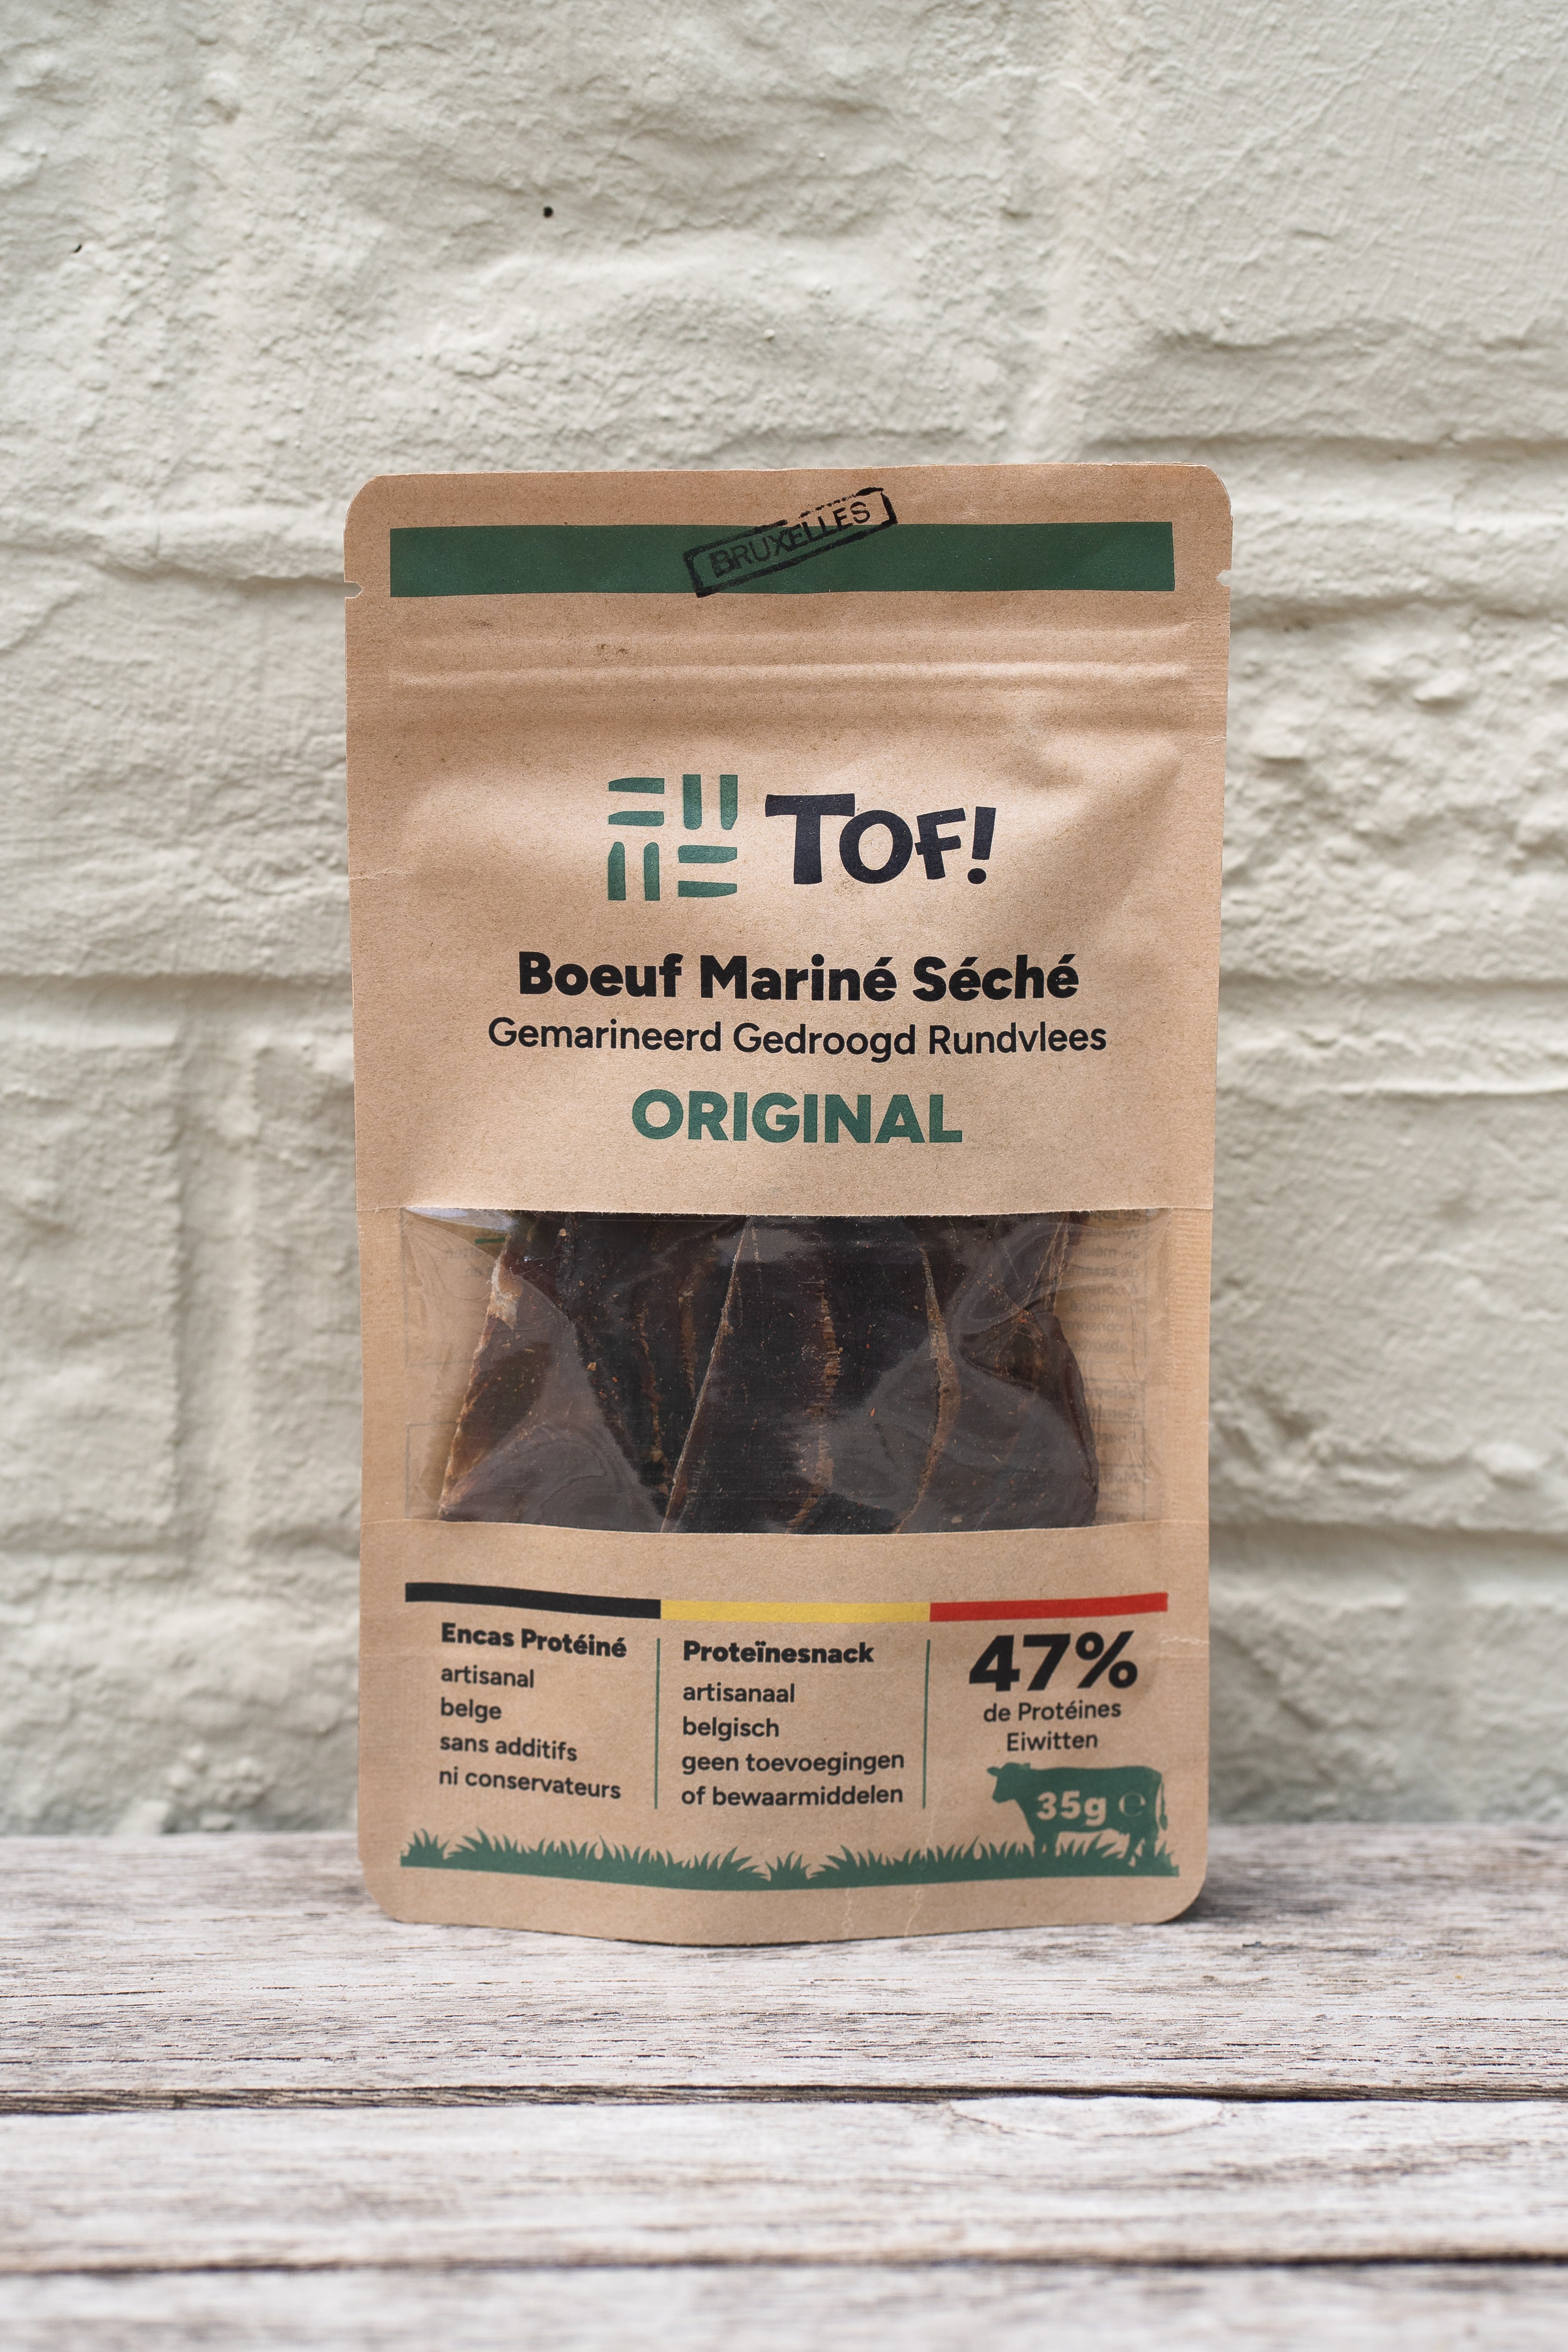 BRUXELLES
TOF!
Boeuf Mariné Séché
Gemarineerd Gedroogd Rundvlees
ORIGINAL
Encas Protéiné
artisanal
belge
sans additifs
ni conservateurs
Proteïnesnack
artisanaal
belgisch
geen toevoegingen
of bewaarmiddelen
47%
de Protéines
Eiwitten
35g ℮